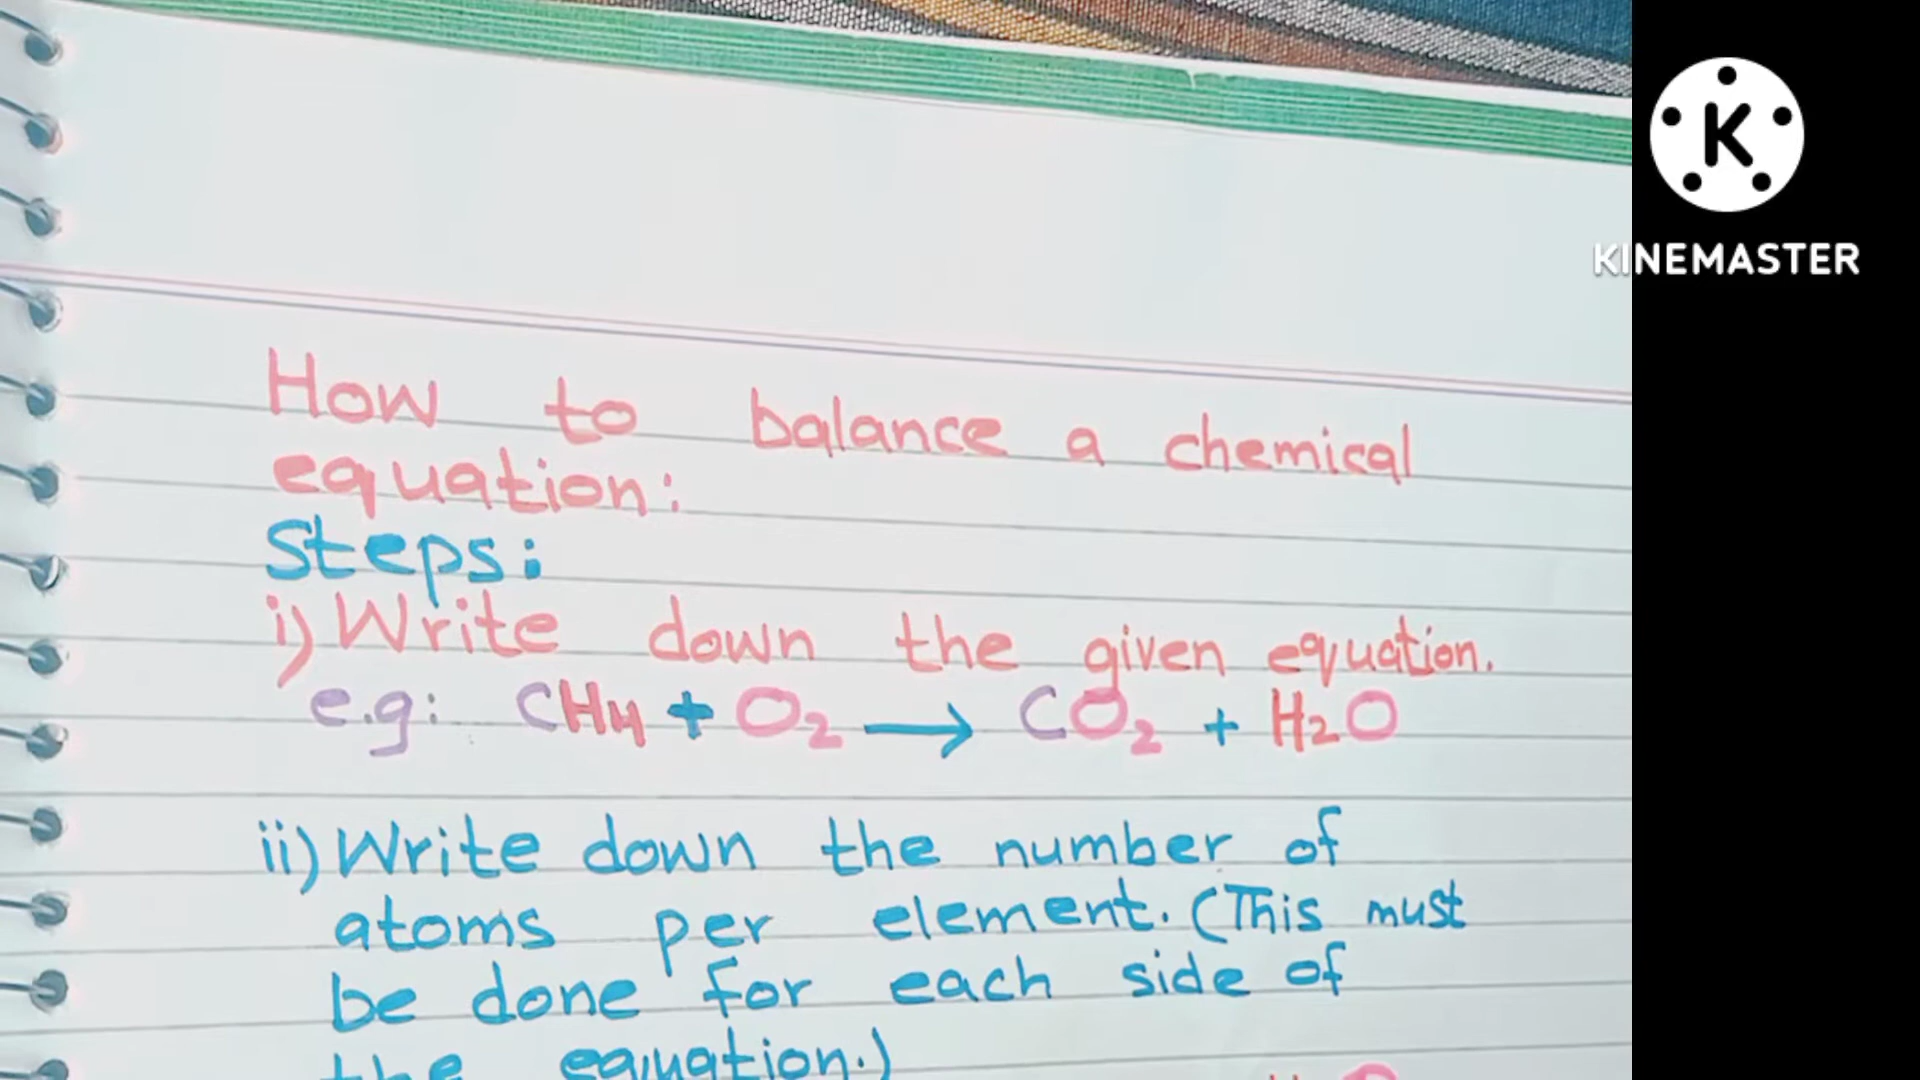 How to balance a chemical
equation:
Steps:
i) Write down the given equation.
e.g: CH4 + O2 → CO2 + H2O
ii) Write down the number of
atoms per element. (This must
be done for each side of
the equation.)
K
KINEMASTER